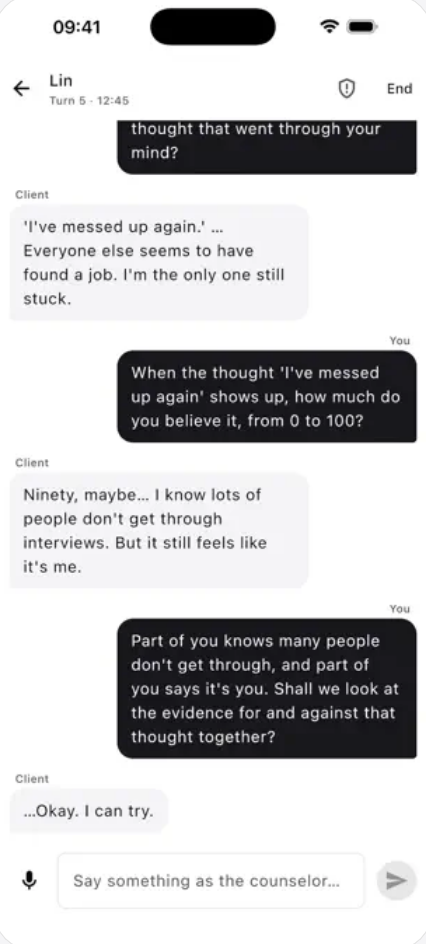 09:41
Lin
Turn 5 · 12:45
End
thought that went through your
mind?
Client
'I've messed up again.' ...
Everyone else seems to have
found a job. I'm the only one still
stuck.
You
When the thought 'I've messed
up again' shows up, how much do
you believe it, from 0 to 100?
Client
Ninety, maybe... I know lots of
people don't get through
interviews. But it still feels like
it's me.
You
Part of you knows many people
don't get through, and part of
you says it's you. Shall we look at
the evidence for and against that
thought together?
Client
...Okay. I can try.
Say something as the counselor...